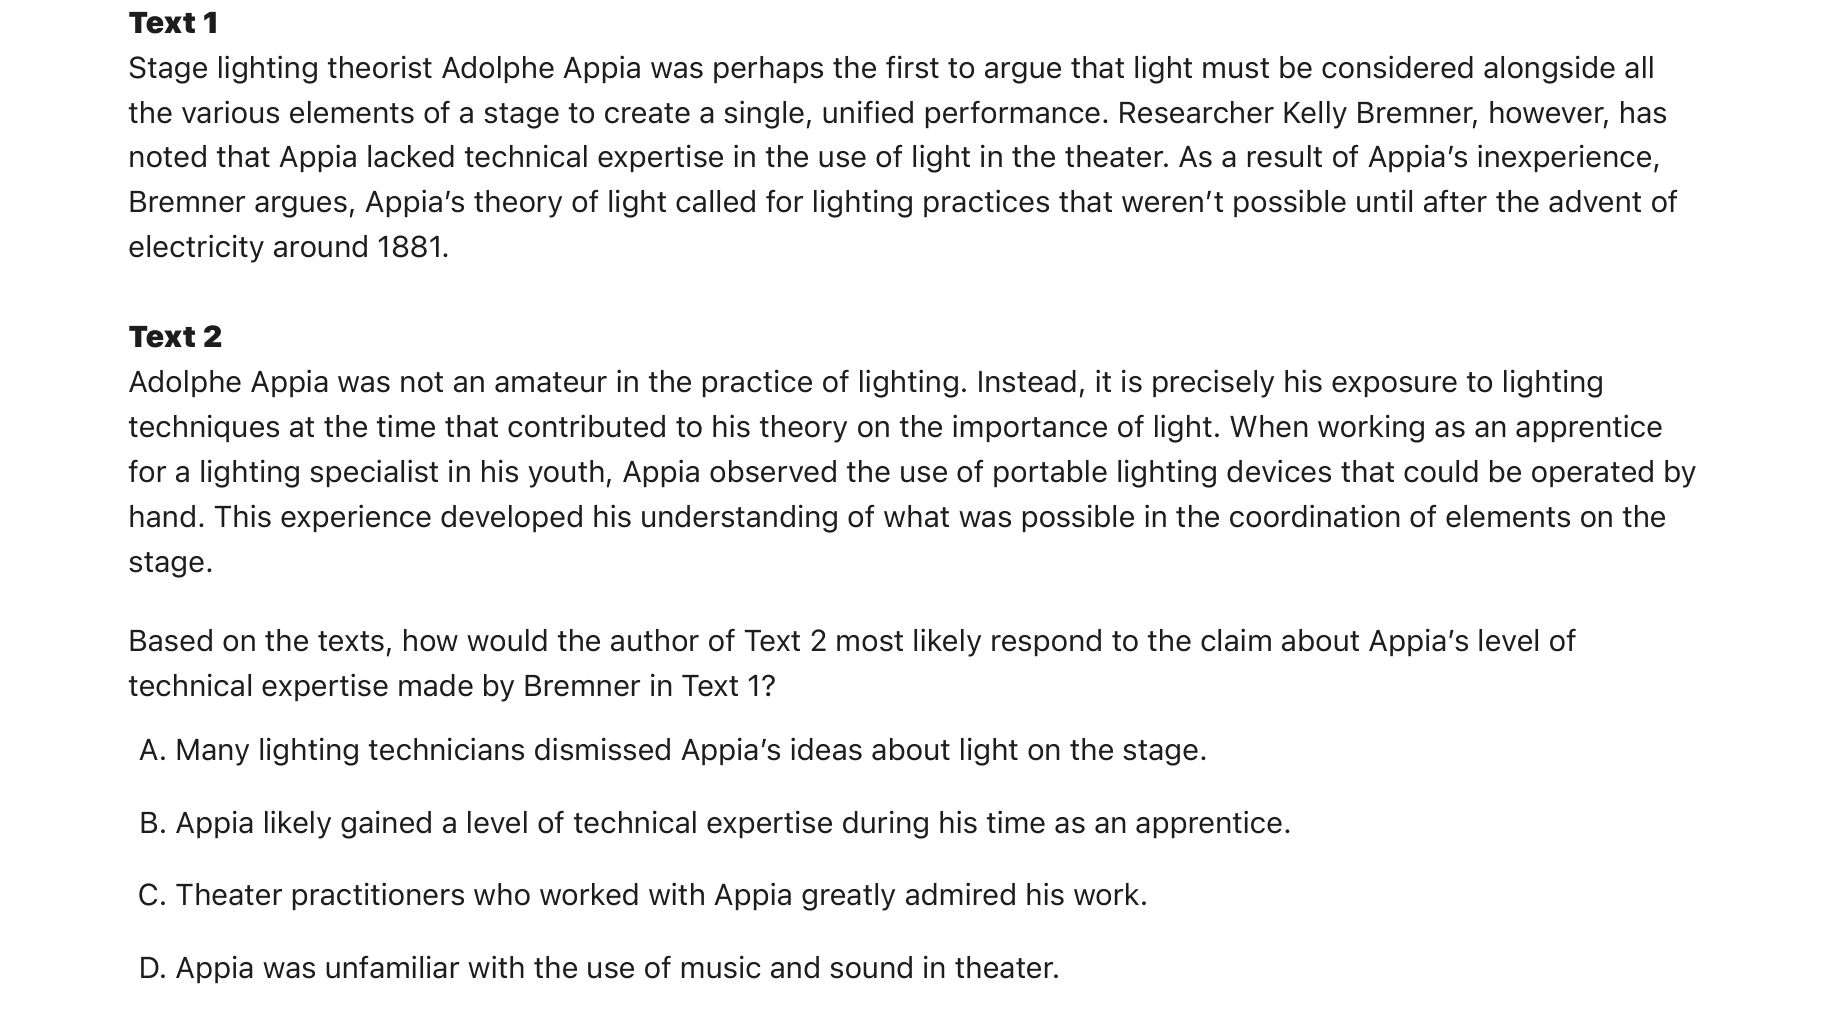 Text 1
Stage lighting theorist Adolphe Appia was perhaps the first to argue that light must be considered alongside all
the various elements of a stage to create a single, unified performance. Researcher Kelly Bremner, however, has
noted that Appia lacked technical expertise in the use of light in the theater. As a result of Appia’s inexperience,
Bremner argues, Appia’s theory of light called for lighting practices that weren’t possible until after the advent of
electricity around 1881.
Text 2
Adolphe Appia was not an amateur in the practice of lighting. Instead, it is precisely his exposure to lighting
techniques at the time that contributed to his theory on the importance of light. When working as an apprentice
for a lighting specialist in his youth, Appia observed the use of portable lighting devices that could be operated by
hand. This experience developed his understanding of what was possible in the coordination of elements on the
stage.
Based on the texts, how would the author of Text 2 most likely respond to the claim about Appia’s level of
technical expertise made by Bremner in Text 1?
A. Many lighting technicians dismissed Appia’s ideas about light on the stage.
B. Appia likely gained a level of technical expertise during his time as an apprentice.
C. Theater practitioners who worked with Appia greatly admired his work.
D. Appia was unfamiliar with the use of music and sound in theater.